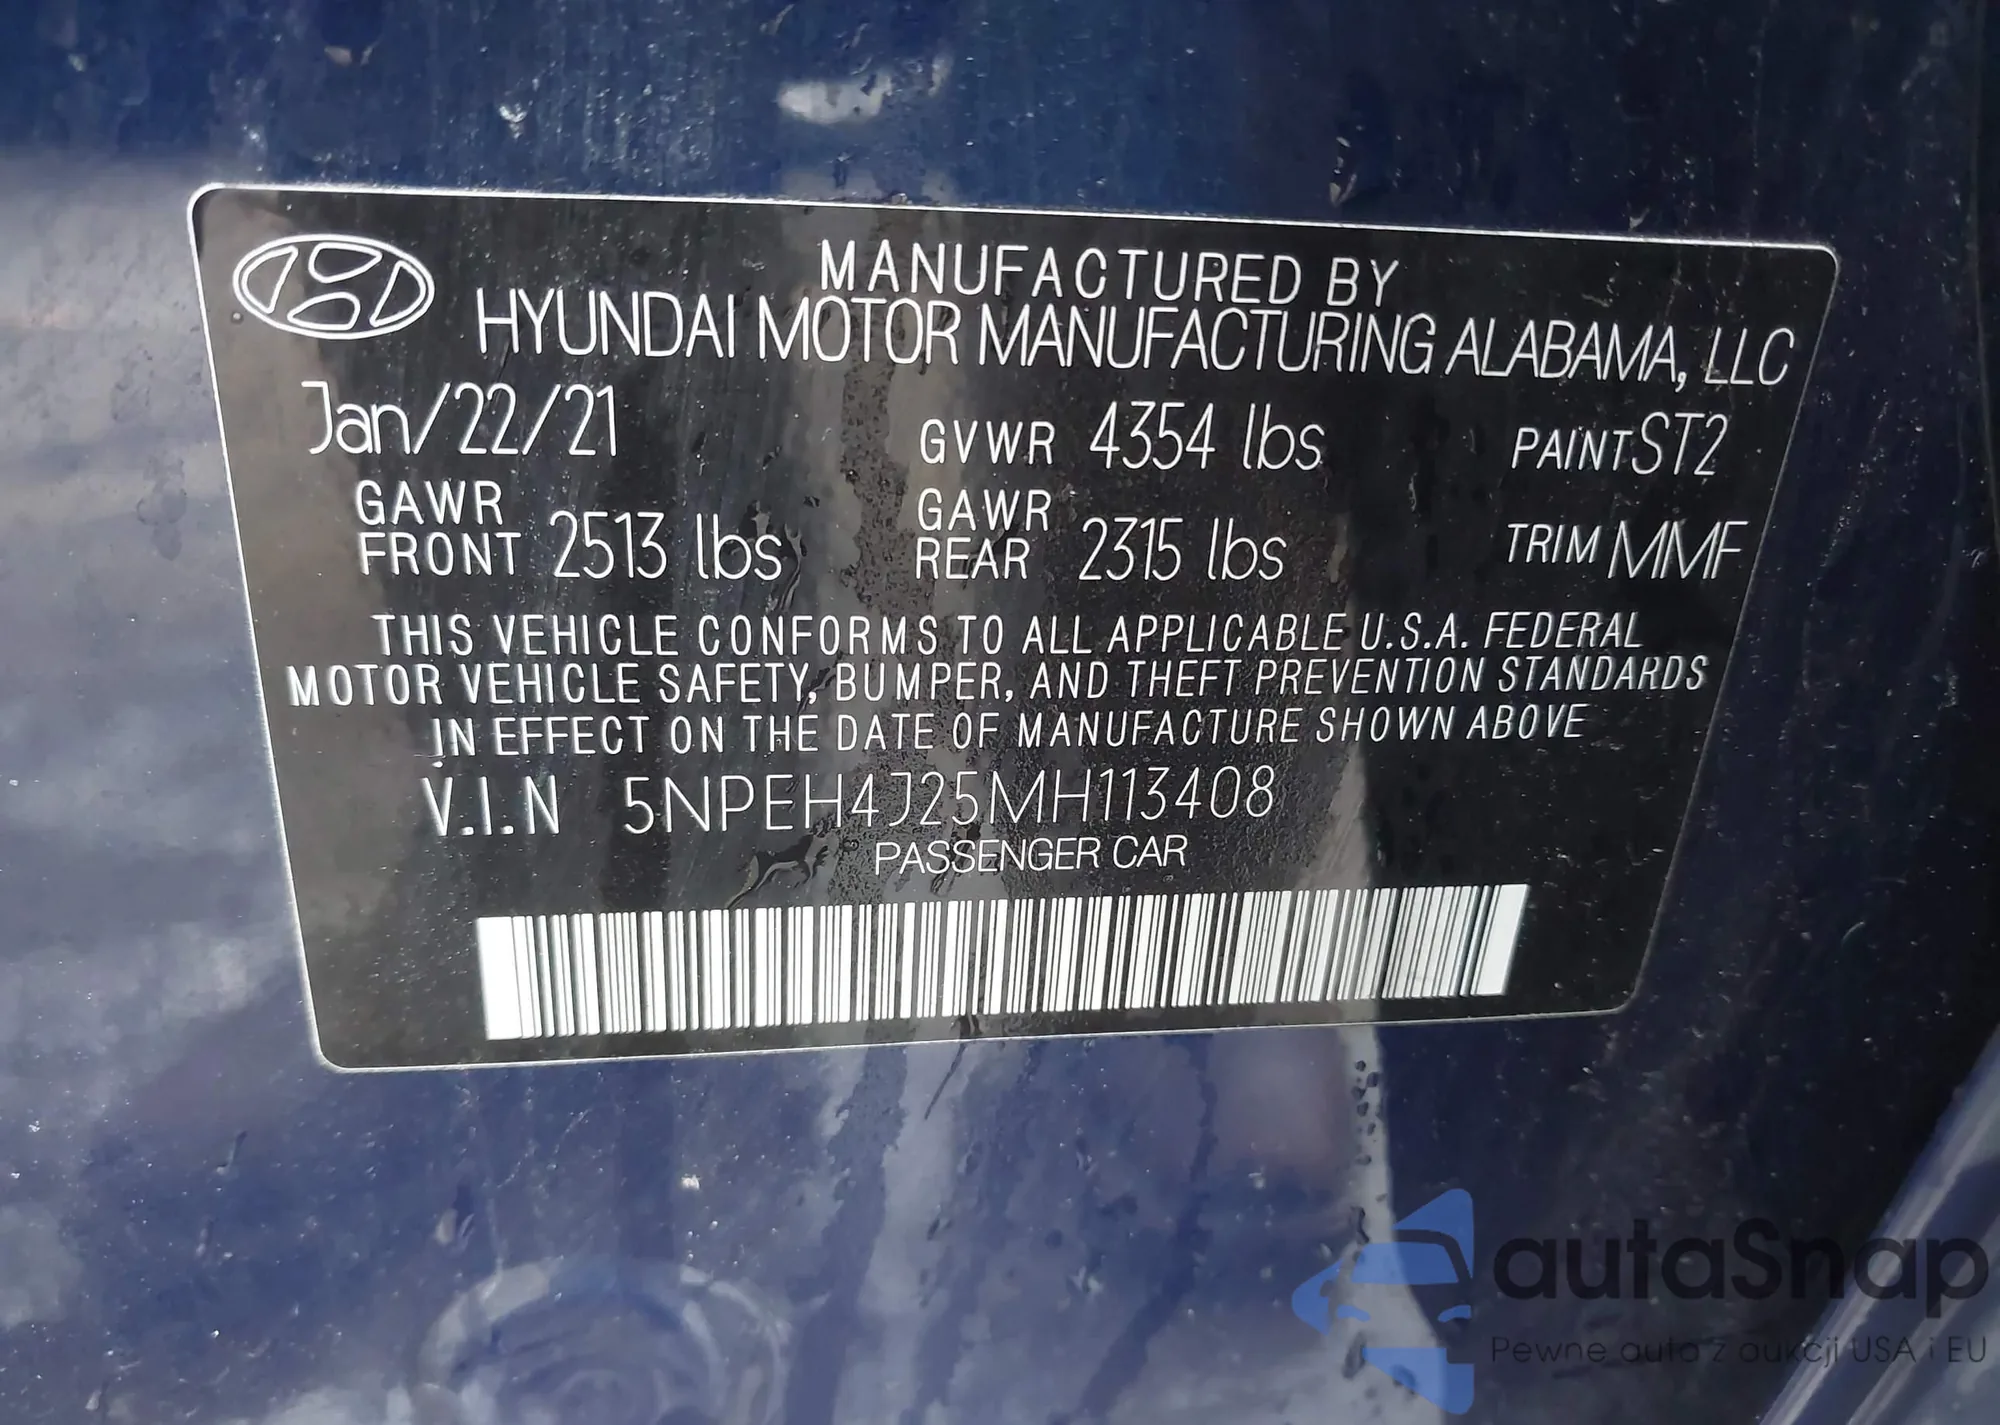 MANUFACTURED BY
HYUNDAI MOTOR MANUFACTURING ALABAMA, LLC
Jan/22/21 GVWR 4354 lbs PAINT ST2
GAWR FRONT 2513 lbs GAWR REAR 2315 lbs TRIM MMF
THIS VEHICLE CONFORMS TO ALL APPLICABLE U.S.A. FEDERAL
MOTOR VEHICLE SAFETY, BUMPER, AND THEFT PREVENTION STANDARDS
IN EFFECT ON THE DATE OF MANUFACTURE SHOWN ABOVE
V.I.N 5NPEH4J25MH113408
PASSENGER CAR
autaSnap
Pewne auta z aukcji USA i EU